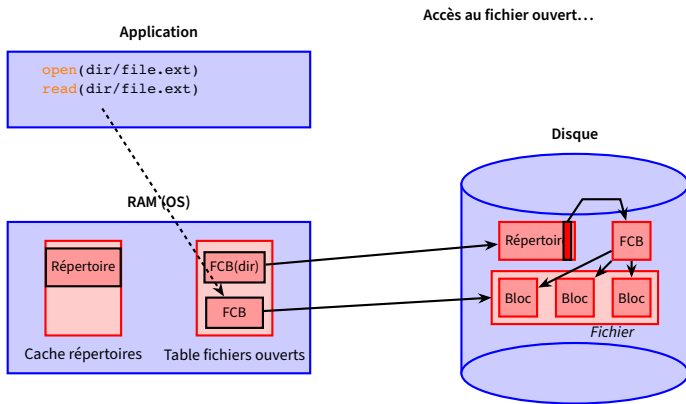 Accès au fichier ouvert…
Application
open(dir/file.ext)
read(dir/file.ext)
Disque
RAM (OS)
Répertoire
FCB(dir)
FCB
Cache répertoires
Table fichiers ouverts
Répertoir
FCB
Bloc
Bloc
Bloc
Fichier